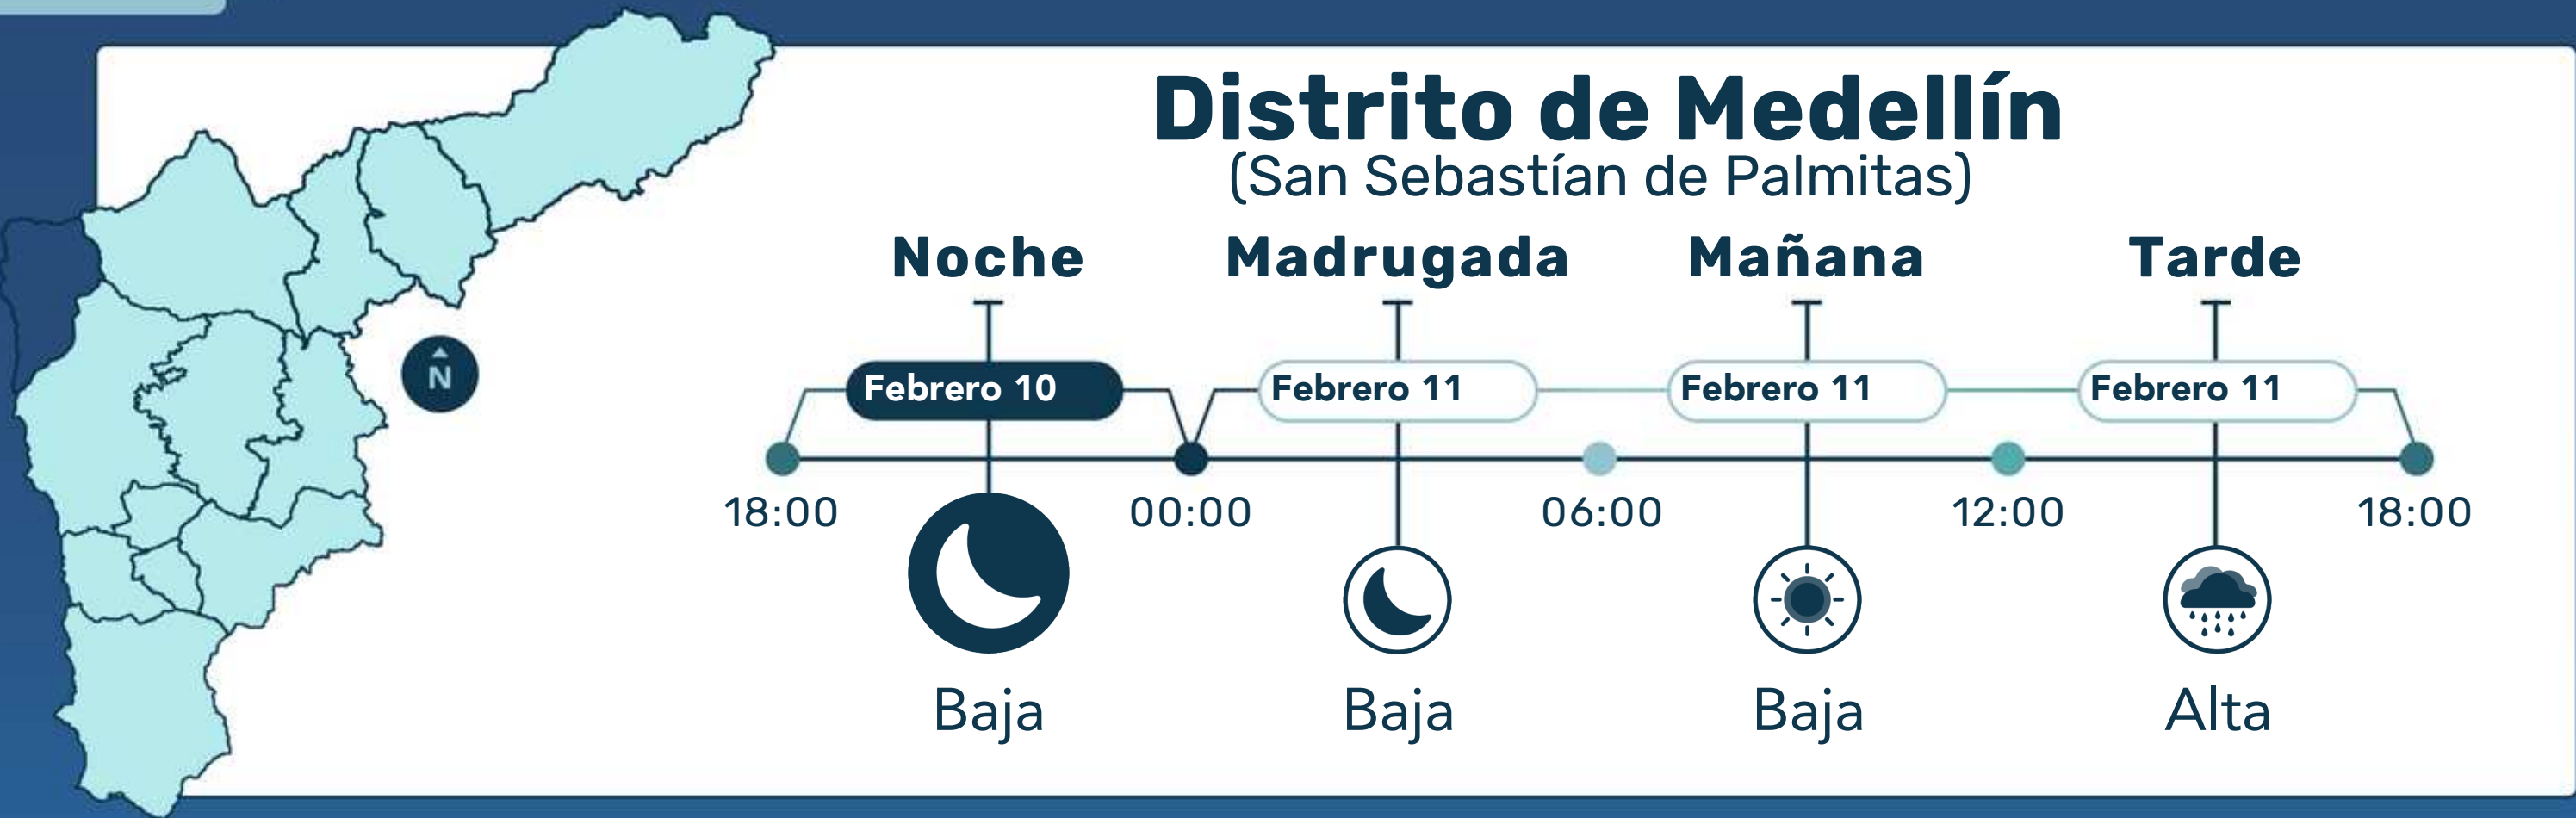 Distrito de Medellín
(San Sebastían de Palmitas)
Noche Madrugada Mañana Tarde
Febrero 10 Febrero 11 Febrero 11 Febrero 11
N
18:00 00:00 06:00 12:00 18:00
Baja Baja Baja Alta